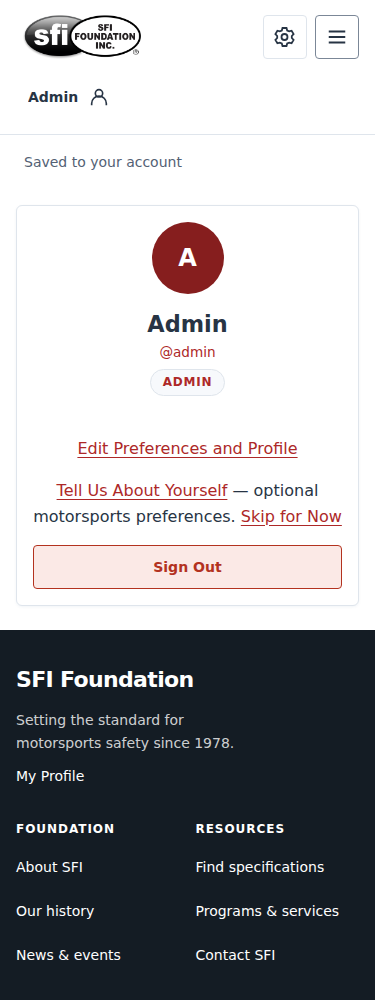 sfi
SFI
FOUNDATION
INC.
®
Admin
Saved to your account
A
Admin
@admin
ADMIN
Edit Preferences and Profile
Tell Us About Yourself — optional
motorsports preferences. Skip for Now
Sign Out
SFI Foundation
Setting the standard for
motorsports safety since 1978.
My Profile
FOUNDATION
RESOURCES
About SFI
Find specifications
Our history
Programs & services
News & events
Contact SFI